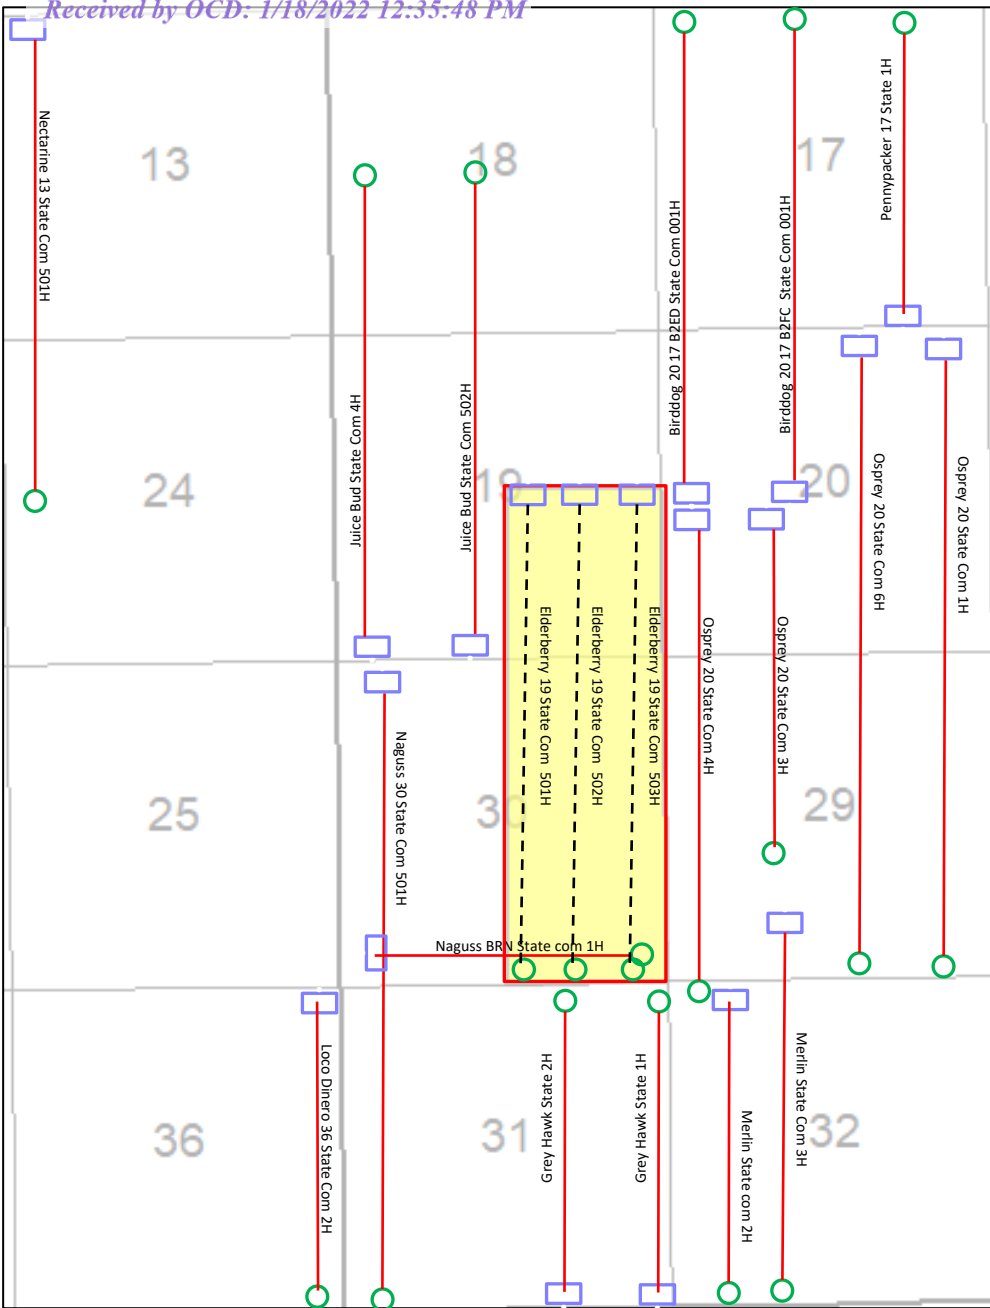 Received by OCD: 1/18/2022 12:35:48 PM
Nectarine 13 State Com 501H
13
18
17
Pennypacker 17 State 1H
Birddog 20 17 B2ED State Com 001H
Birddog 20 17 B2FC State Com 001H
Juice Bud State Com 4H
Juice Bud State Com 502H
24
19
20
Osprey 20 State Com 6H
Osprey 20 State Com 1H
Elderberry 19 State Com 501H
Elderberry 19 State Com 502H
Elderberry 19 State Com 503H
Osprey 20 State Com 4H
Osprey 20 State Com 3H
Naguss 30 State Com 501H
25
30
29
Naguss BRN State com 1H
Loco Dinero 36 State Com 2H
Grey Hawk State 2H
Grey Hawk State 1H
Merlin State com 2H
Merlin State Com 3H
36
31
32